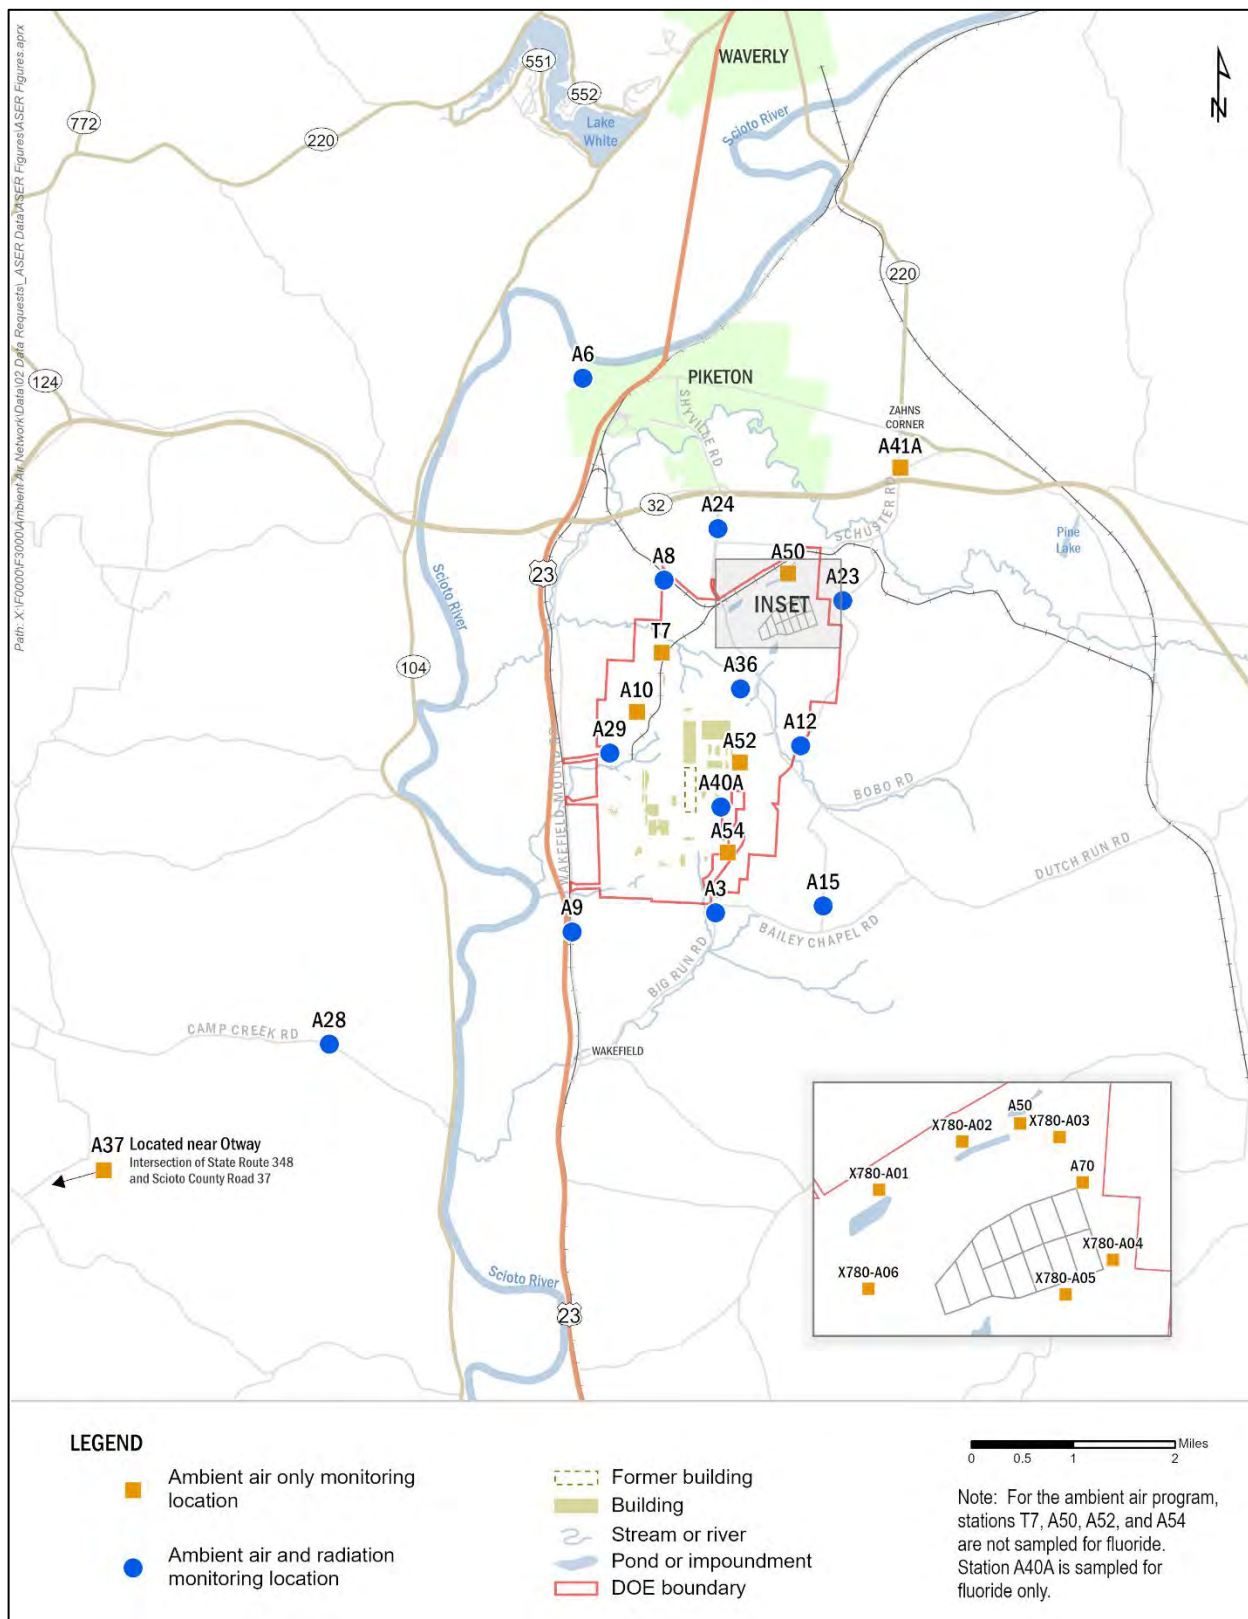 Path: X:\F0000\F3000\Ambient Air Network\Data\02 Data Requests\_ASER Data\ASER Figures\ASER Figures.aprx
WAVERLY
551
552
772
220
Lake
White
Scioto River
N
220
A6
PIKETON
124
SHYVILLE RD
ZAHNS
CORNER
A41A
32
A24
SCHUSTER RD
Pine
Lake
23
A8
A50
A23
INSET
Scioto River
T7
104
A36
A10
A29
A12
A52
WAKEFIELD MOUND RD
A40A
BOBO RD
A54
DUTCH RUN RD
A3
A15
A9
BAILEY CHAPEL RD
BIG RUN RD
CAMP CREEK RD
A28
WAKEFIELD
A37 Located near Otway
Intersection of State Route 348
and Scioto County Road 37
A50
X780-A02
X780-A03
X780-A01
A70
X780-A04
X780-A06
X780-A05
Scioto River
23
LEGEND
Ambient air only monitoring
location
Ambient air and radiation
monitoring location
Former building
Building
Stream or river
Pond or impoundment
DOE boundary
Miles
0 0.5 1 2
Note: For the ambient air program,
stations T7, A50, A52, and A54
are not sampled for fluoride.
Station A40A is sampled for
fluoride only.